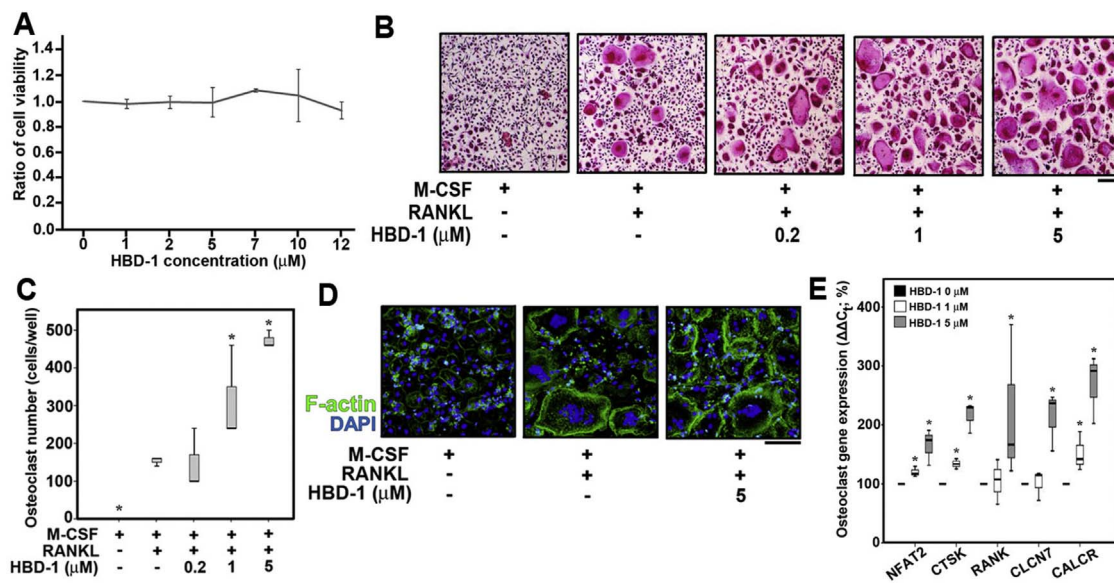 A
Ratio of cell viability
1.4
1.2
1.0
0.8
0.6
0.4
0.2
0.0
0 1 2 5 7 10 12
HBD-1 concentration (μM)
B
M-CSF + + + + +
RANKL - + + + +
HBD-1 (μM) - - 0.2 1 5
C
Osteoclast number (cells/well)
500
400
300
200
100
0
* * *
M-CSF + + + + +
RANKL - + + + +
HBD-1 (μM) - - 0.2 1 5
D
F-actin
DAPI
M-CSF + + +
RANKL - + +
HBD-1 (μM) - - 5
E
Osteoclast gene expression (ΔΔCt; %)
HBD-1 0 μM
HBD-1 1 μM
HBD-1 5 μM
400
300
200
100
0
* * * * * * * *
NFAT2 CTSK RANK CLCN7 CALCR